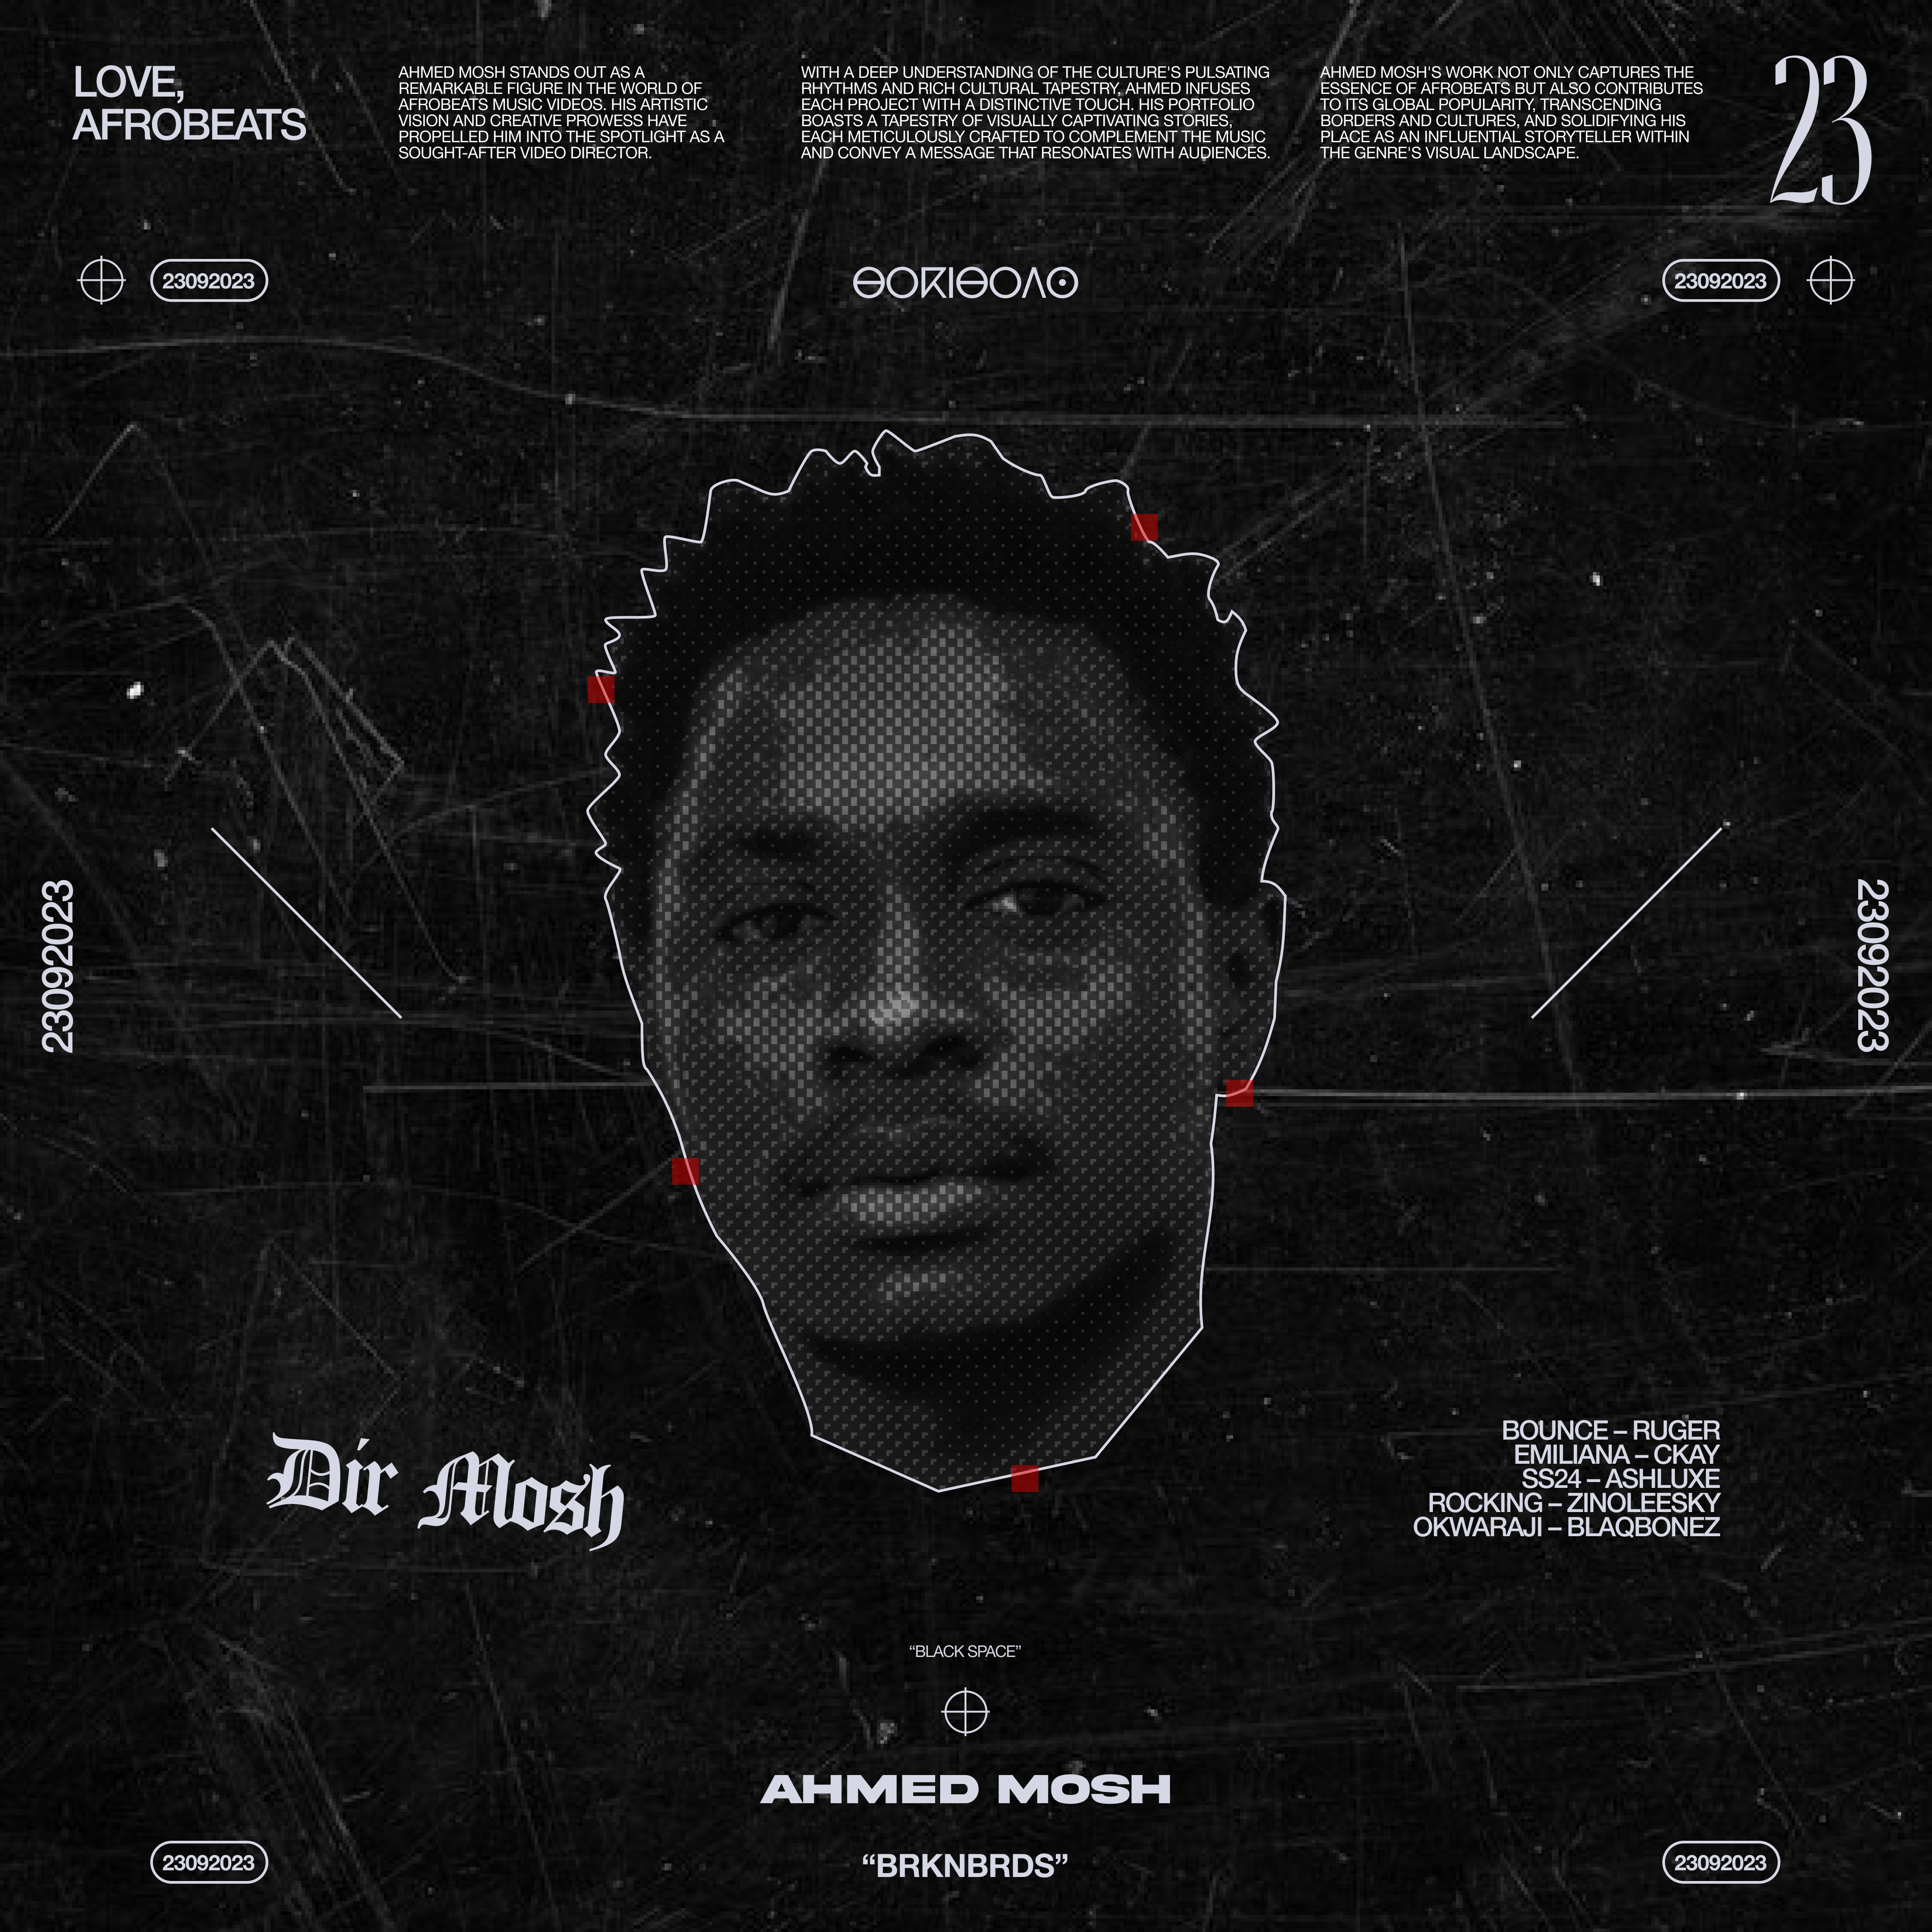 LOVE,
AFROBEATS
AHMED MOSH STANDS OUT AS A
REMARKABLE FIGURE IN THE WORLD OF
AFROBEATS MUSIC VIDEOS. HIS ARTISTIC
VISION AND CREATIVE PROWESS HAVE
PROPELLED HIM INTO THE SPOTLIGHT AS A
SOUGHT-AFTER VIDEO DIRECTOR.
WITH A DEEP UNDERSTANDING OF THE CULTURE'S PULSATING
RHYTHMS AND RICH CULTURAL TAPESTRY, AHMED INFUSES
EACH PROJECT WITH A DISTINCTIVE TOUCH. HIS PORTFOLIO
BOASTS A TAPESTRY OF VISUALLY CAPTIVATING STORIES,
EACH METICULOUSLY CRAFTED TO COMPLEMENT THE MUSIC
AND CONVEY A MESSAGE THAT RESONATES WITH AUDIENCES.
AHMED MOSH'S WORK NOT ONLY CAPTURES THE
ESSENCE OF AFROBEATS BUT ALSO CONTRIBUTES
TO ITS GLOBAL POPULARITY, TRANSCENDING
BORDERS AND CULTURES, AND SOLIDIFYING HIS
PLACE AS AN INFLUENTIAL STORYTELLER WITHIN
THE GENRE'S VISUAL LANDSCAPE.
23
23092023
23092023
23092023
23092023
Dir Mosh
BOUNCE – RUGER
EMILIANA – CKAY
SS24 – ASHLUXE
ROCKING – ZINOLEESKY
OKWARAJI – BLAQBONEZ
“BLACK SPACE”
AHMED MOSH
23092023
“BRKNBRDS”
23092023